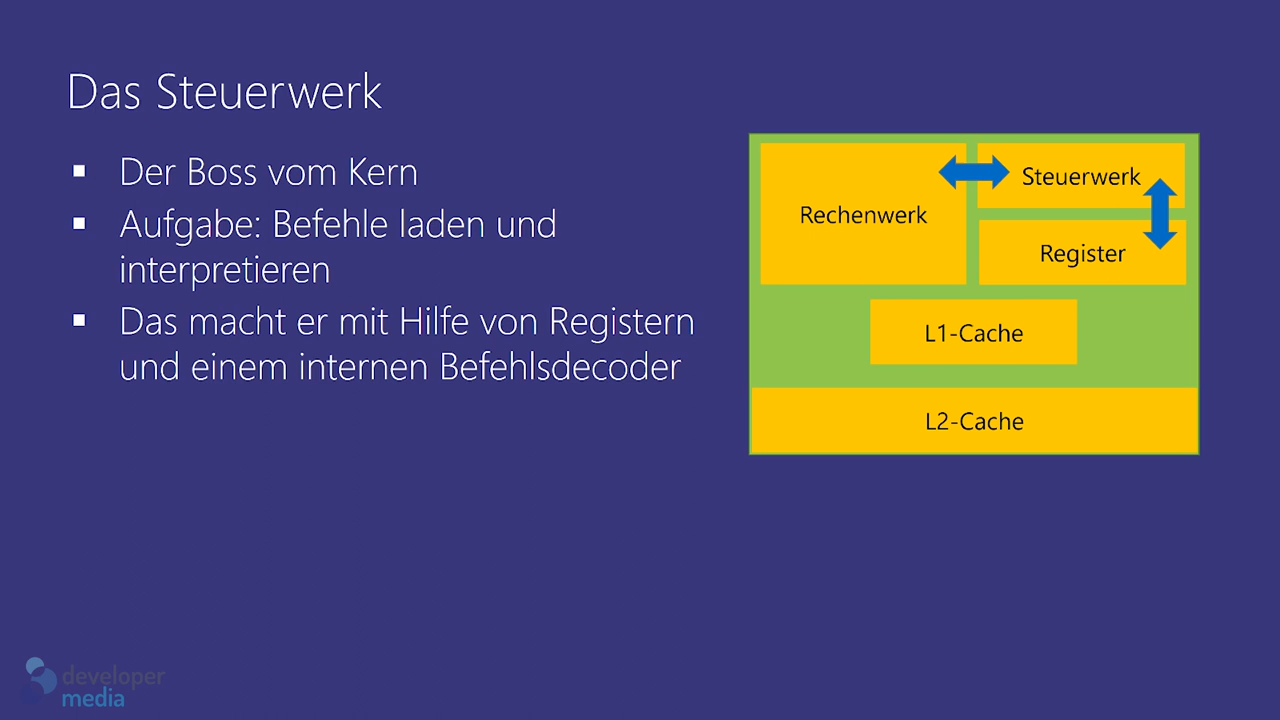 Das Steuerwerk
▪ Der Boss vom Kern
▪ Aufgabe: Befehle laden und
interpretieren
▪ Das macht er mit Hilfe von Registern
und einem internen Befehlsdecoder
Rechenwerk
Steuerwerk
Register
L1-Cache
L2-Cache
developer
media